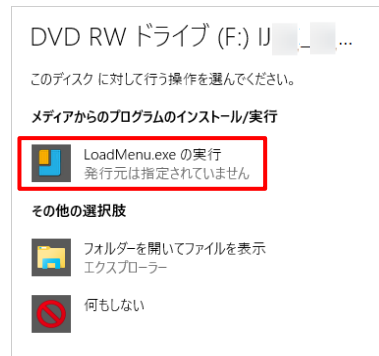 DVD RW ドライブ (F:) IJ _ ...
このディスク に対して行う操作を選んでください。
メディアからのプログラムのインストール/実行
LoadMenu.exe の実行
発行元は指定されていません
その他の選択肢
フォルダーを開いてファイルを表示
エクスプローラー
何もしない